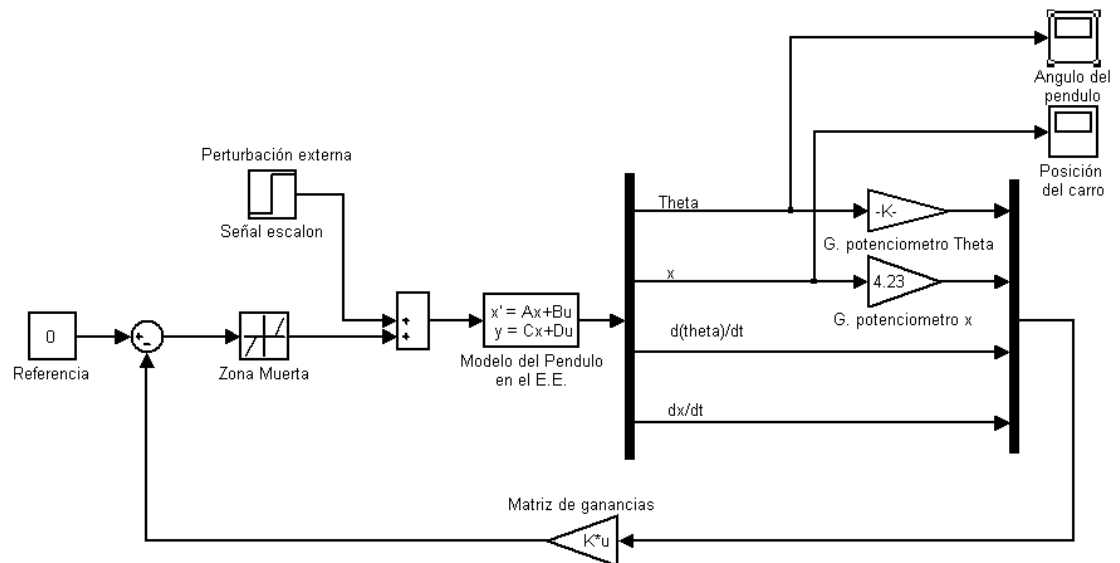 Angulo del
pendulo
Perturbación externa
Señal escalon
Posición
del carro
Theta
-K-
G. potenciometro Theta
x
4.23
G. potenciometro x
+
+
x' = Ax+Bu
y = Cx+Du
Modelo del Pendulo
en el E.E.
0
Referencia
+
-
Zona Muerta
d(theta)/dt
dx/dt
Matriz de ganancias
K*u